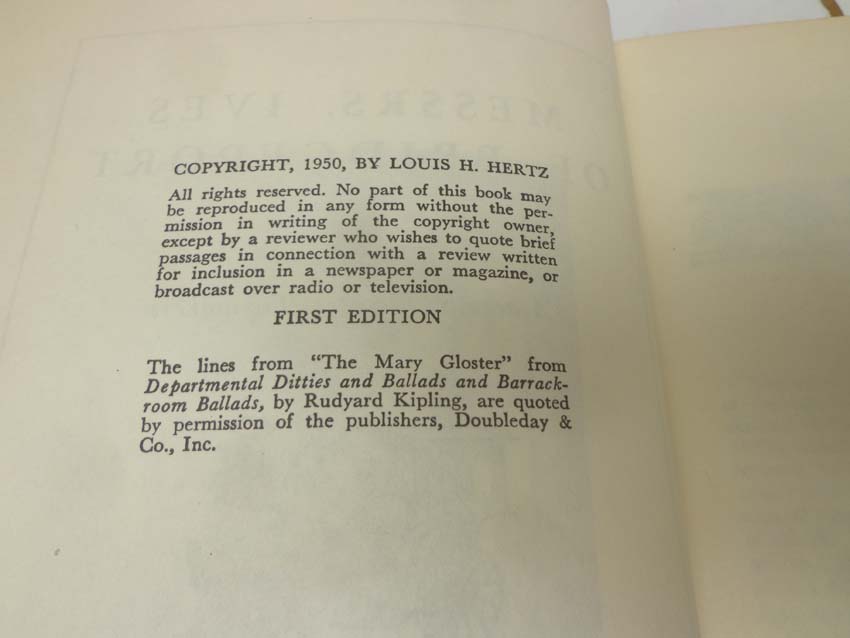 COPYRIGHT, 1950, BY LOUIS H. HERTZ
All rights reserved. No part of this book may
be reproduced in any form without the per-
mission in writing of the copyright owner,
except by a reviewer who wishes to quote brief
passages in connection with a review written
for inclusion in a newspaper or magazine, or
broadcast over radio or television.
FIRST EDITION
The lines from “The Mary Gloster” from
Departmental Ditties and Ballads and Barrack-
room Ballads, by Rudyard Kipling, are quoted
by permission of the publishers, Doubleday &
Co., Inc.